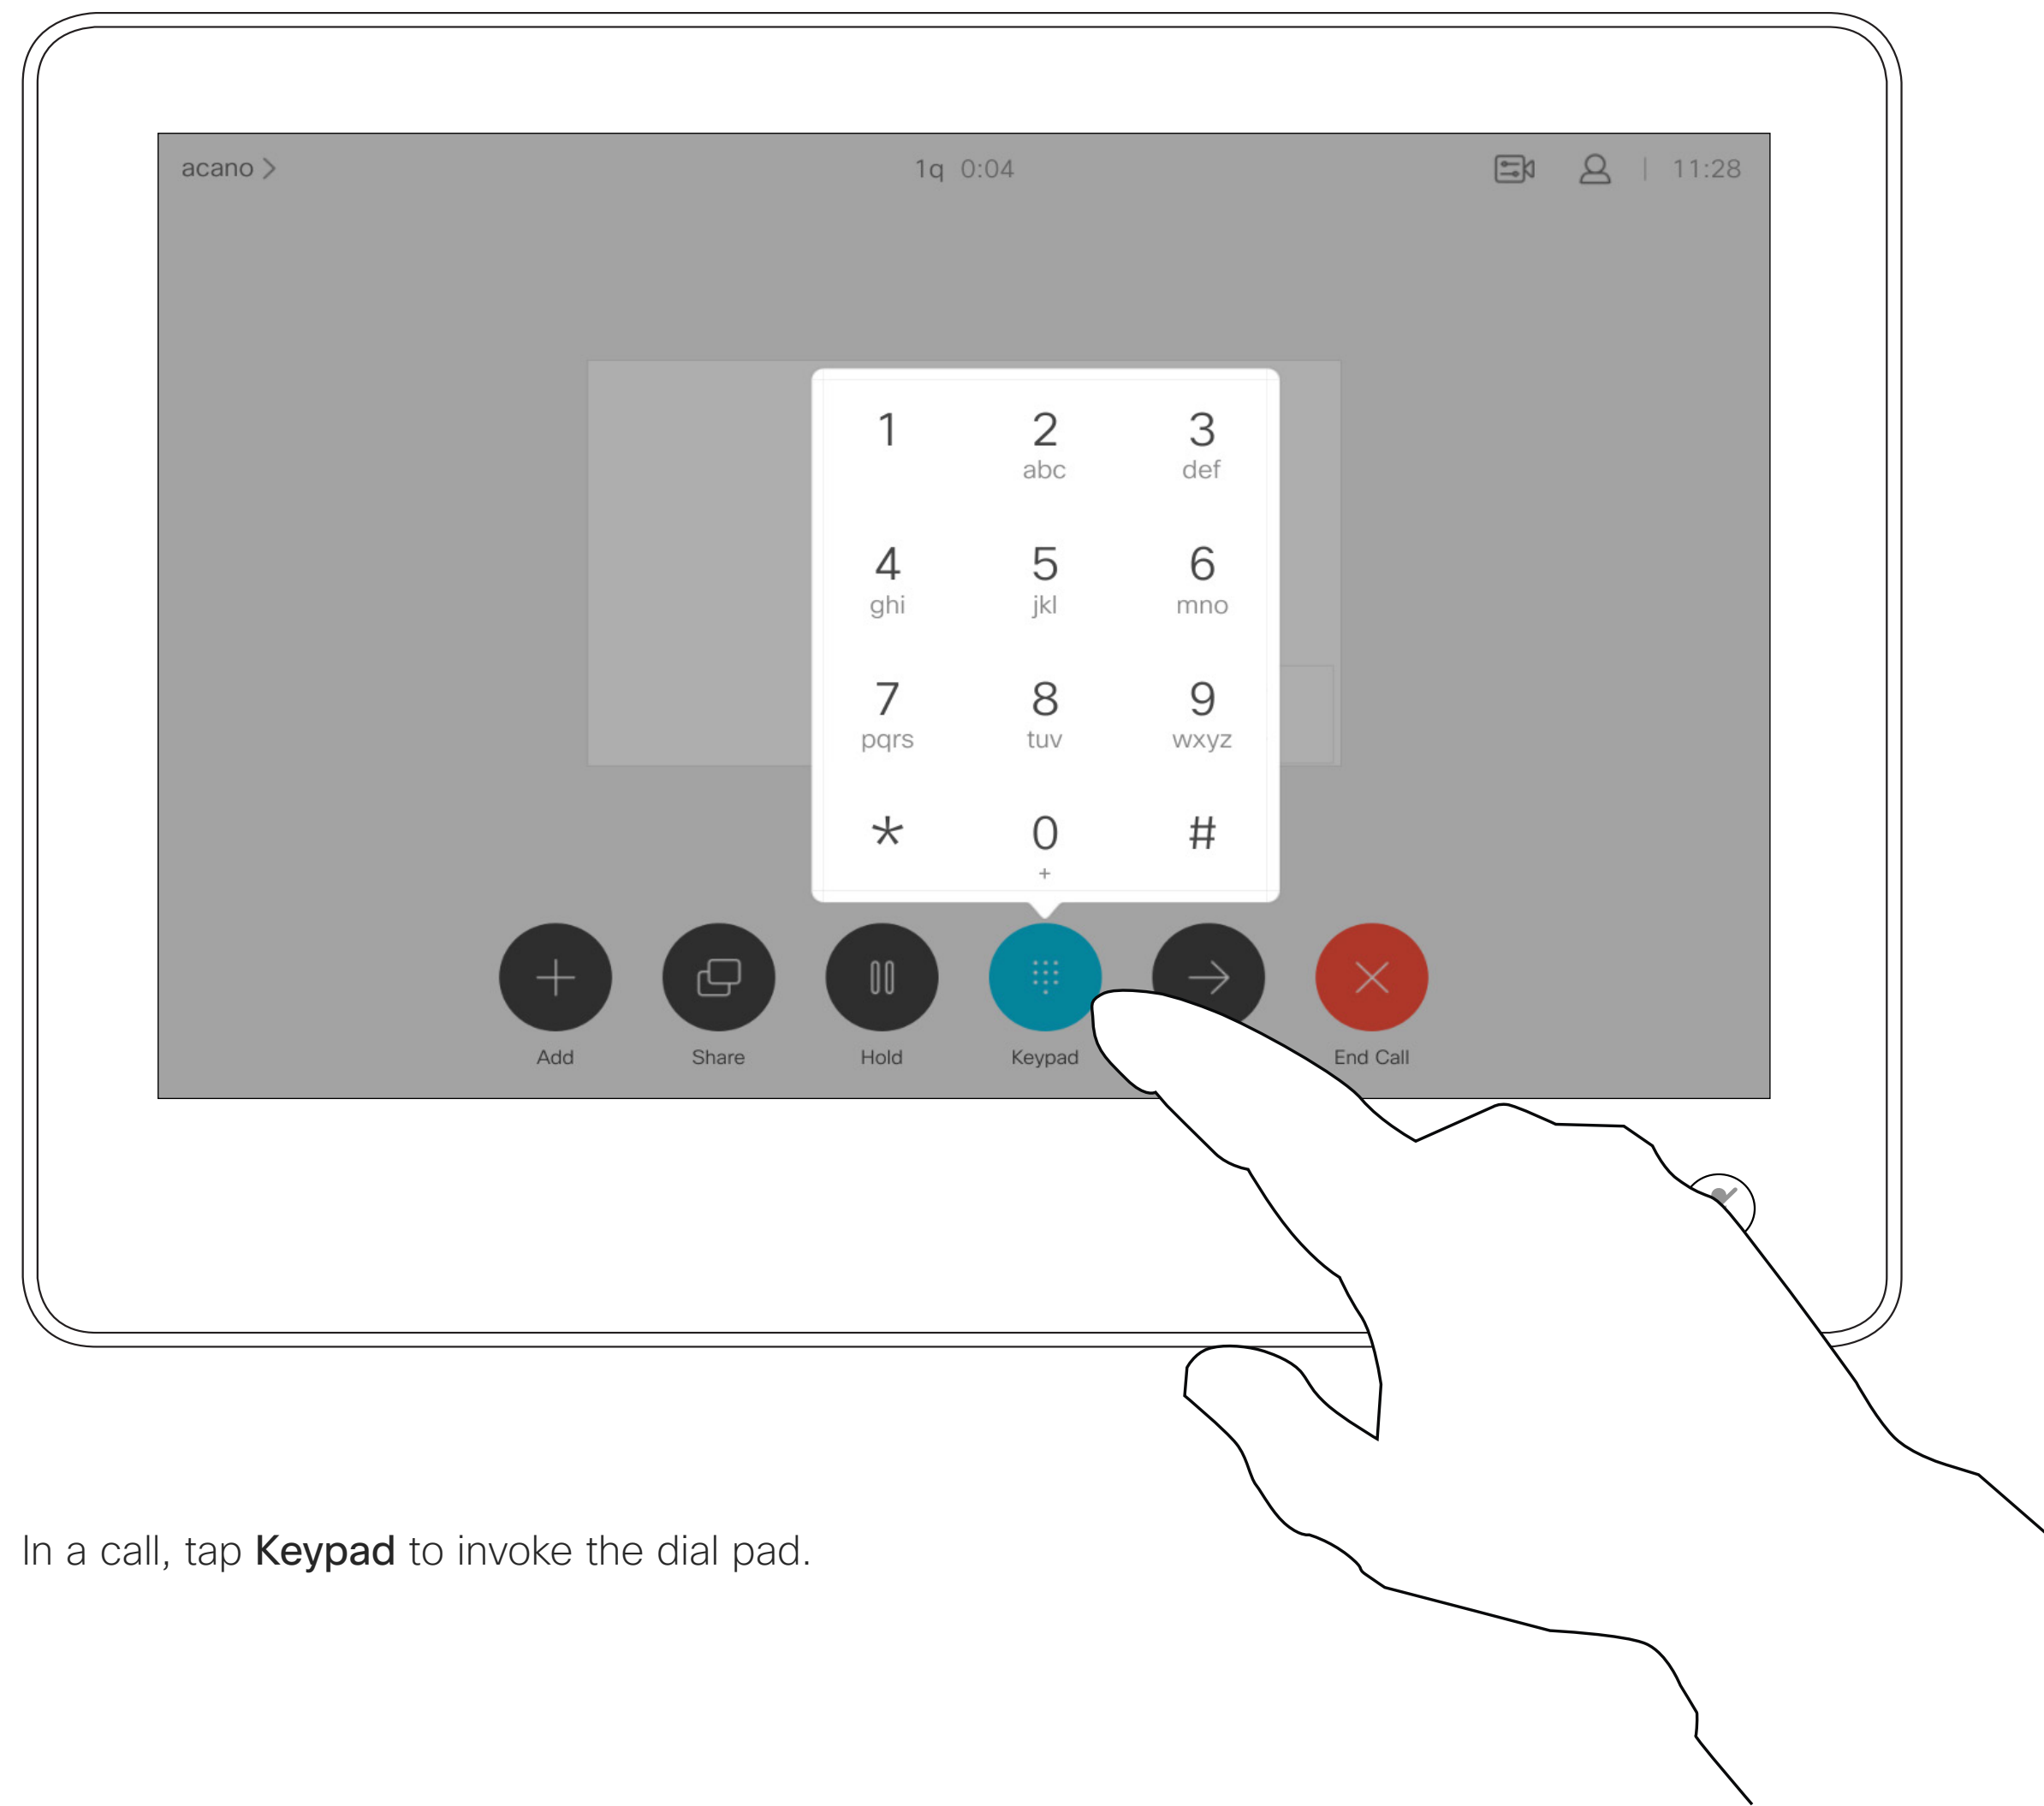 acano
1q 0:04
11:28
1 2 3
abc def
4 5 6
ghi jkl mno
7 8 9
pqrs tuv wxyz
* 0 #
+
Add Share Hold Keypad End Call
In a call, tap Keypad to invoke the dial pad.